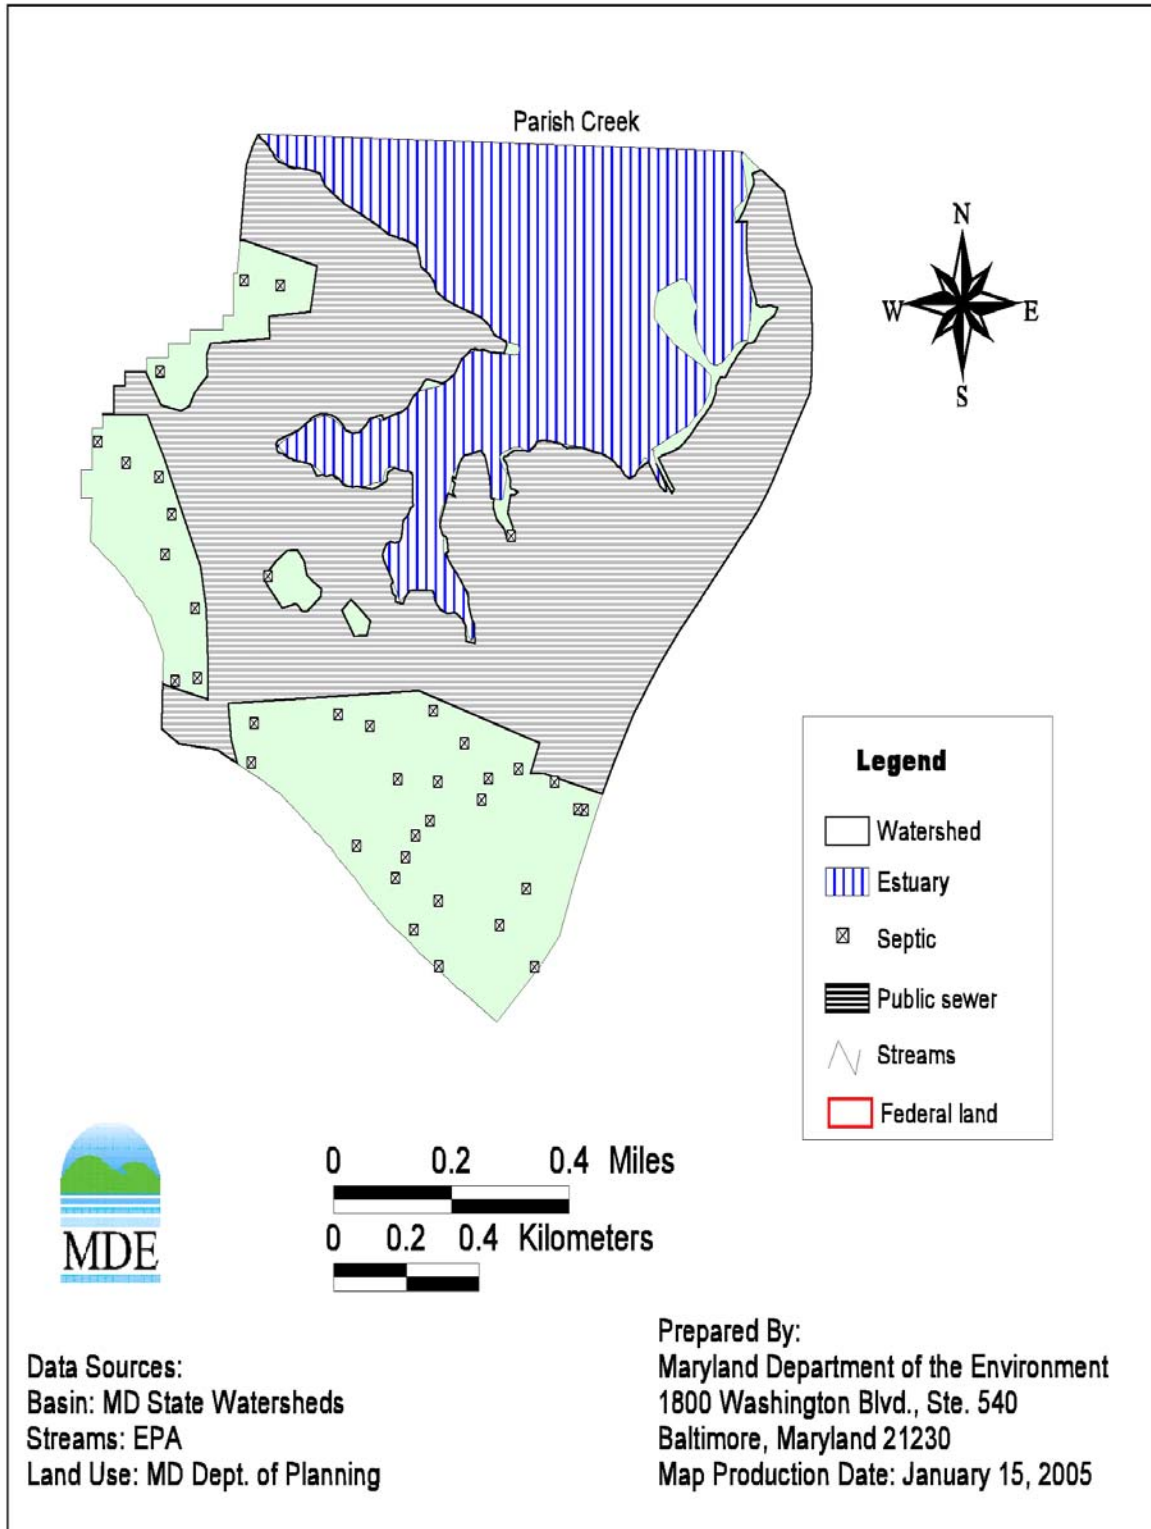 Parish Creek
N
W
E
S
Legend
Watershed
Estuary
Septic
Public sewer
Streams
Federal land
MDE
0 0.2 0.4 Miles
0 0.2 0.4 Kilometers
Data Sources:
Basin: MD State Watersheds
Streams: EPA
Land Use: MD Dept. of Planning
Prepared By:
Maryland Department of the Environment
1800 Washington Blvd., Ste. 540
Baltimore, Maryland 21230
Map Production Date: January 15, 2005